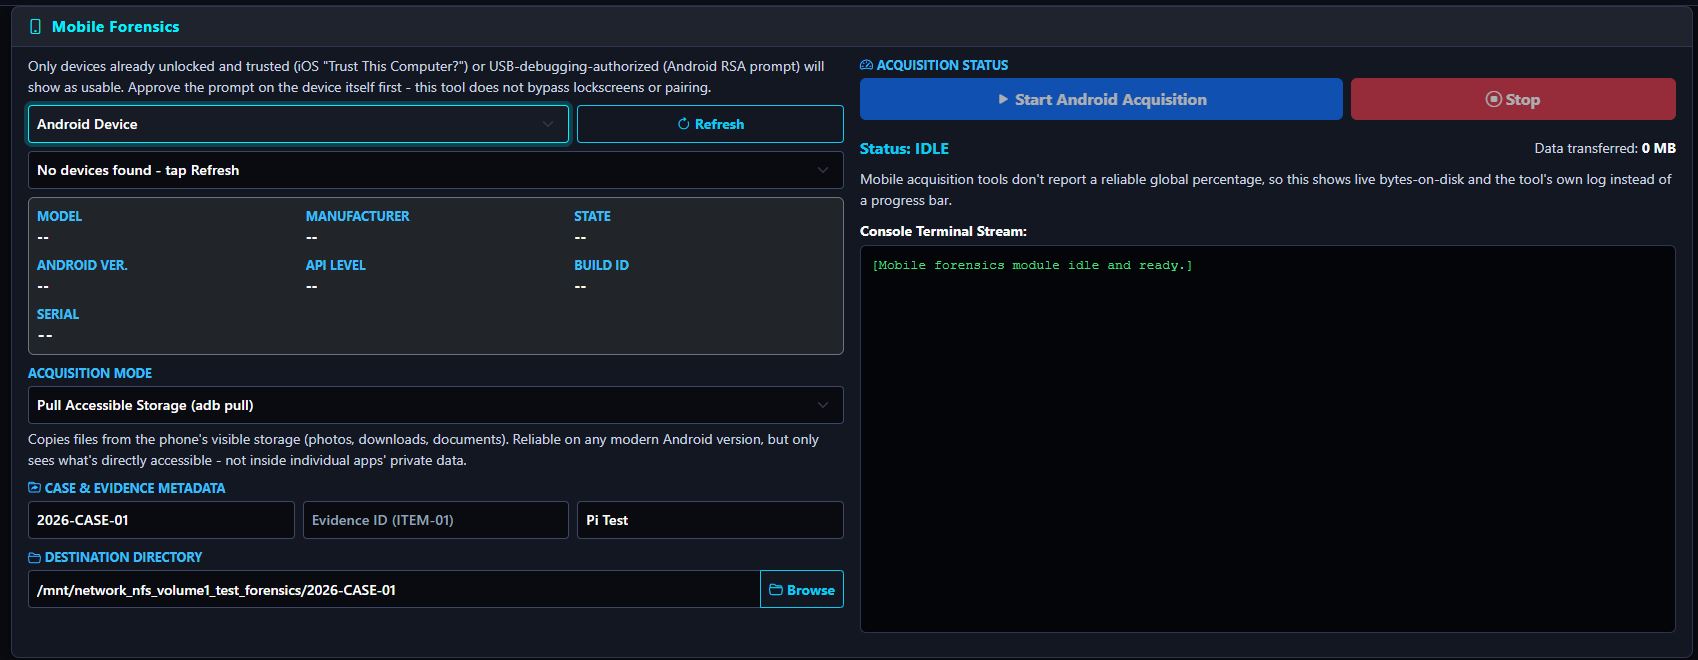 Mobile Forensics
Only devices already unlocked and trusted (iOS "Trust This Computer?") or USB-debugging-authorized (Android RSA prompt) will
show as usable. Approve the prompt on the device itself first - this tool does not bypass lockscreens or pairing.
Android Device
Refresh
No devices found - tap Refresh
MODEL
--
MANUFACTURER
--
STATE
--
ANDROID VER.
--
API LEVEL
--
BUILD ID
--
SERIAL
--
ACQUISITION MODE
Pull Accessible Storage (adb pull)
Copies files from the phone's visible storage (photos, downloads, documents). Reliable on any modern Android version, but only
sees what's directly accessible - not inside individual apps' private data.
CASE & EVIDENCE METADATA
2026-CASE-01
Evidence ID (ITEM-01)
Pi Test
DESTINATION DIRECTORY
/mnt/network_nfs_volume1_test_forensics/2026-CASE-01
Browse
ACQUISITION STATUS
Start Android Acquisition
Stop
Status: IDLE
Data transferred: 0 MB
Mobile acquisition tools don't report a reliable global percentage, so this shows live bytes-on-disk and the tool's own log instead of
a progress bar.
Console Terminal Stream:
[Mobile forensics module idle and ready.]